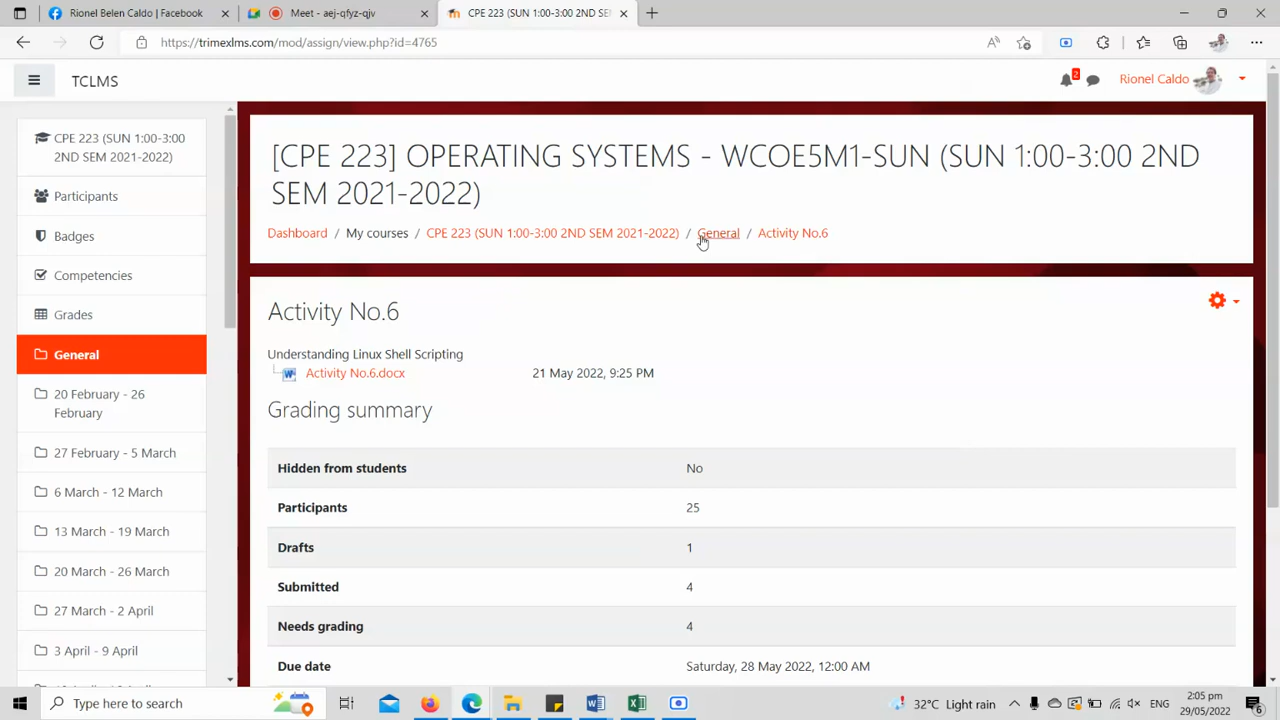 Rionel Belen Caldo | Facebook
Meet - aej-qfyz-qjv
CPE 223 (SUN 1:00-3:00 2ND SE
https://trimexlms.com/mod/assign/view.php?id=4765
TCLMS
2
Rionel Caldo
CPE 223 (SUN 1:00-3:00
2ND SEM 2021-2022)
Participants
Badges
Competencies
Grades
General
20 February - 26
February
27 February - 5 March
6 March - 12 March
13 March - 19 March
20 March - 26 March
27 March - 2 April
3 April - 9 April
[CPE 223] OPERATING SYSTEMS - WCOE5M1-SUN (SUN 1:00-3:00 2ND
SEM 2021-2022)
Dashboard / My courses / CPE 223 (SUN 1:00-3:00 2ND SEM 2021-2022) / General / Activity No.6
Activity No.6
Understanding Linux Shell Scripting
Activity No.6.docx 21 May 2022, 9:25 PM
Grading summary
Hidden from students No
Participants 25
Drafts 1
Submitted 4
Needs grading 4
Due date Saturday, 28 May 2022, 12:00 AM
Type here to search
32°C Light rain
ENG
2:05 pm
29/05/2022
6